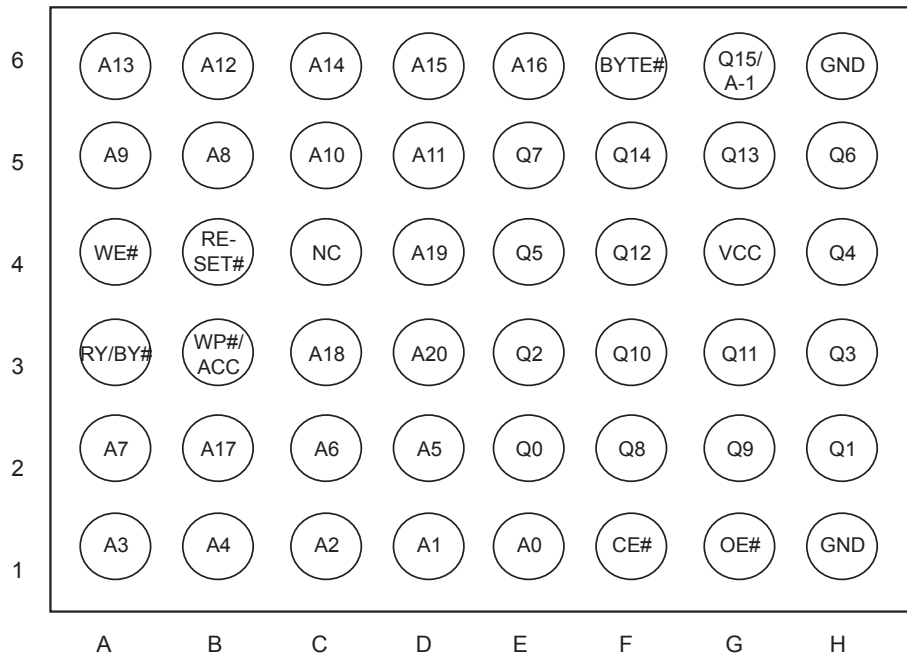 6 A13 A12 A14 A15 A16 BYTE# Q15/ A-1 GND
5 A9 A8 A10 A11 Q7 Q14 Q13 Q6
4 WE# RE- SET# NC A19 Q5 Q12 VCC Q4
3 RY/BY# WP#/ ACC A18 A20 Q2 Q10 Q11 Q3
2 A7 A17 A6 A5 Q0 Q8 Q9 Q1
1 A3 A4 A2 A1 A0 CE# OE# GND
A B C D E F G H